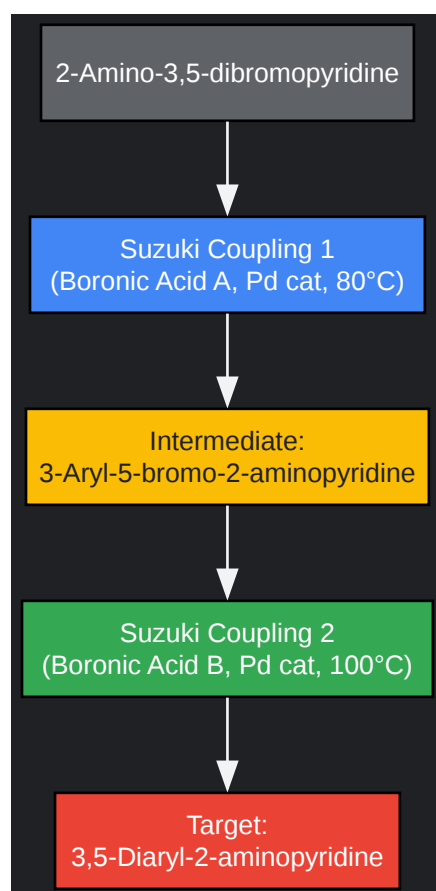 2-Amino-3,5-dibromopyridine
Suzuki Coupling 1
(Boronic Acid A, Pd cat, 80°C)
Intermediate:
3-Aryl-5-bromo-2-aminopyridine
Suzuki Coupling 2
(Boronic Acid B, Pd cat, 100°C)
Target:
3,5-Diaryl-2-aminopyridine